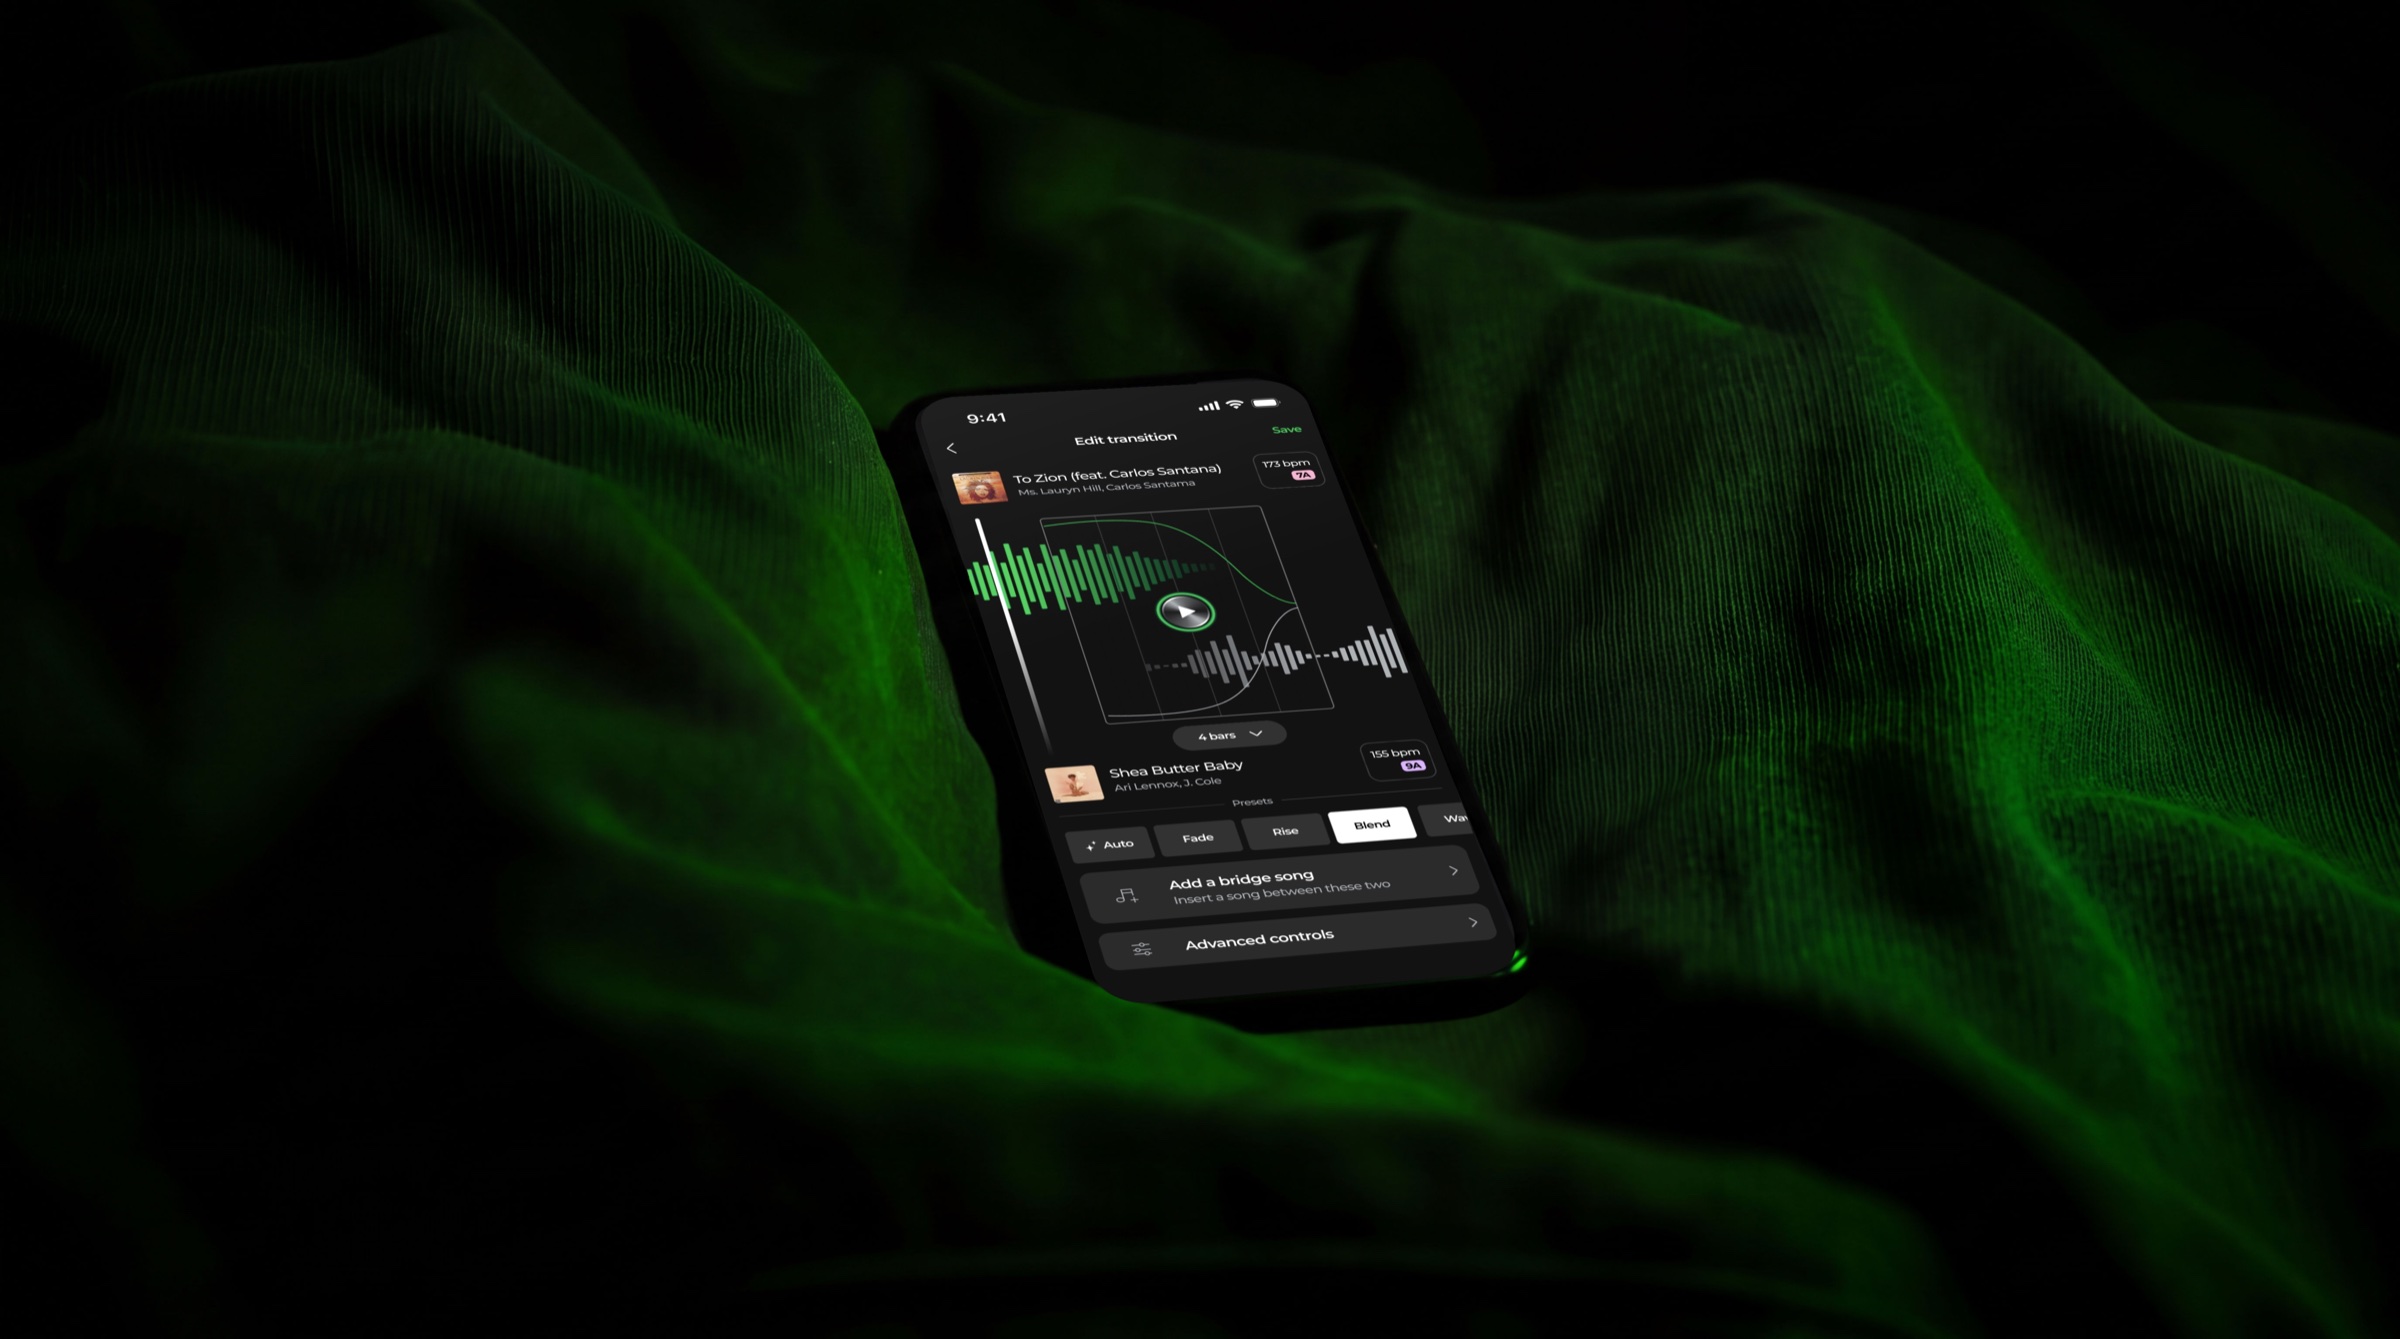 9:41
Edit transition
Save
To Zion (feat. Carlos Santana)
Ms. Lauryn Hill, Carlos Santama
173 bpm
7A
4 bars
Shea Butter Baby
Ari Lennox, J. Cole
155 bpm
9A
Presets
Auto
Fade
Rise
Blend
Wav
Add a bridge song
Insert a song between these two
Advanced controls